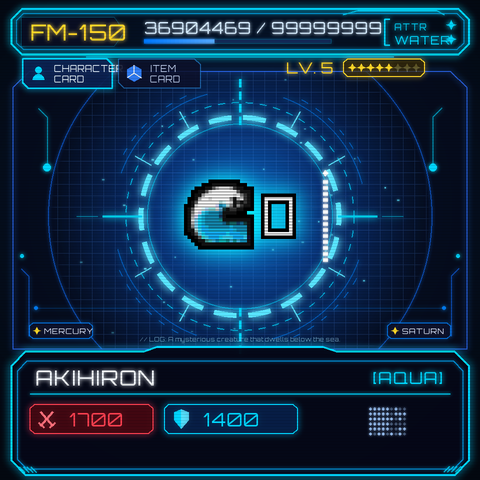 FM-150
36904469 / 99999999
ATTR
WATER
CHARACTER
CARD
ITEM
CARD
LV.5
MERCURY
SATURN
// LOG: A mysterious creature that dwells below the sea.
AKIHIRON
[AQUA]
1700
1400